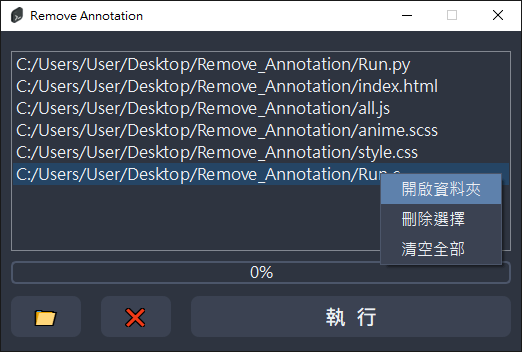 Remove Annotation
C:/Users/User/Desktop/Remove_Annotation/Run.py
C:/Users/User/Desktop/Remove_Annotation/index.html
C:/Users/User/Desktop/Remove_Annotation/all.js
C:/Users/User/Desktop/Remove_Annotation/anime.scss
C:/Users/User/Desktop/Remove_Annotation/style.css
C:/Users/User/Desktop/Remove_Annotation/Run.c
開啟資料夾
刪除選擇
清空全部
0%
執 行